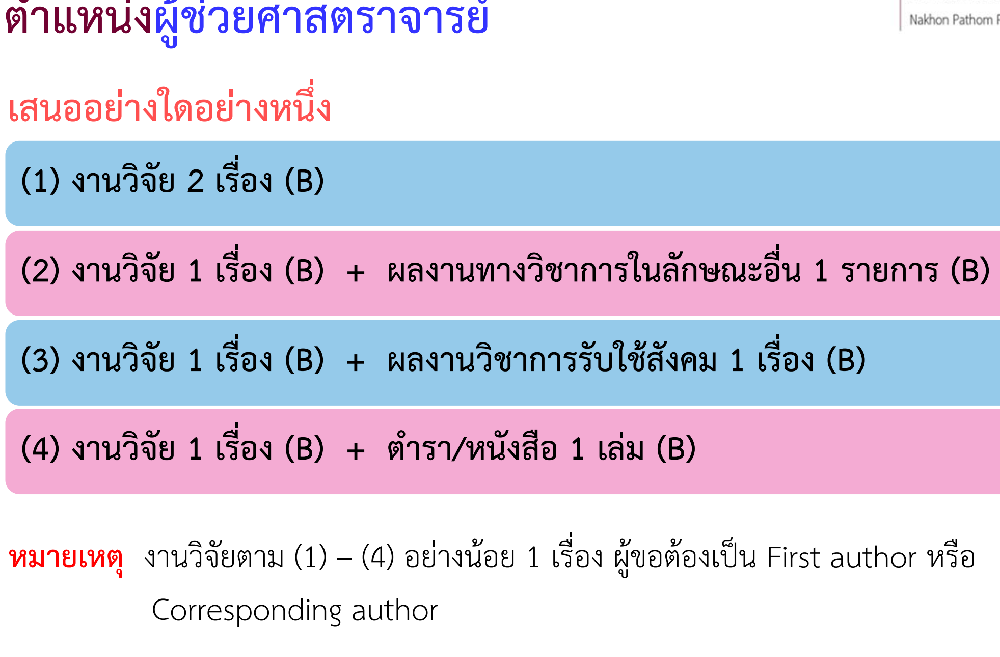 ตำแหน่งผู้ช่วยศาสตราจารย์
Nakhon Pathom
เสนออย่างใดอย่างหนึ่ง
(1) งานวิจัย 2 เรื่อง (B)
(2) งานวิจัย 1 เรื่อง (B) + ผลงานทางวิชาการในลักษณะอื่น 1 รายการ (B)
(3) งานวิจัย 1 เรื่อง (B) + ผลงานวิชาการรับใช้สังคม 1 เรื่อง (B)
(4) งานวิจัย 1 เรื่อง (B) + ตำรา/หนังสือ 1 เล่ม (B)
หมายเหตุ งานวิจัยตาม (1) – (4) อย่างน้อย 1 เรื่อง ผู้ขอต้องเป็น First author หรือ
Corresponding author